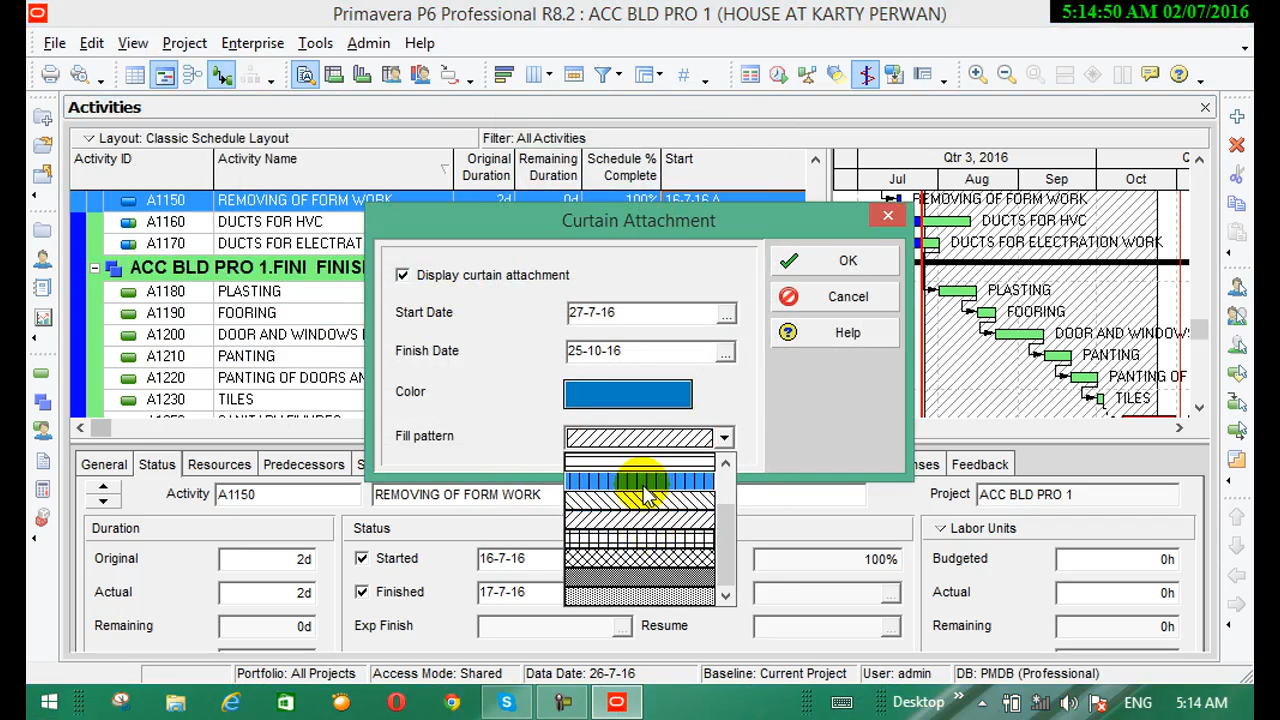 Primavera P6 Professional R8.2 : ACC BLD PRO 1 (HOUSE AT KARTY PERWAN)
5:14:50 AM 02/07/2016
File Edit View Project Enterprise Tools Admin Help
Activities
Layout: Classic Schedule Layout
Filter: All Activities
Activity ID
Activity Name
Original Duration
Remaining Duration
Schedule % Complete
Start
Qtr 3, 2016
Jul Aug Sep Oct
A1150 REMOVING OF FORM WORK 2d 0d 100% 16-7-16 A
REMOVING OF FORM WORK
A1160 DUCTS FOR HVC
DUCTS FOR HVC
A1170 DUCTS FOR ELECTRAT
DUCTS FOR ELECTRATION WORK
ACC BLD PRO 1.FINI FINISH
A1180 PLASTING
PLASTING
A1190 FOORING
FOORING
A1200 DOOR AND WINDOWS
DOOR AND WINDOWS
A1210 PANTING
PANTING
A1220 PANTING OF DOORS AN
PANTING OF
A1230 TILES
TILES
Curtain Attachment
Display curtain attachment
Start Date 27-7-16
Finish Date 25-10-16
Color
Fill pattern
OK
Cancel
Help
General Status Resources Predecessors
Feedback
Activity A1150 REMOVING OF FORM WORK
Project ACC BLD PRO 1
Duration
Status
Labor Units
Original 2d
Started 16-7-16
100%
Budgeted 0h
Actual 2d
Finished 17-7-16
Actual 0h
Remaining 0d
Exp Finish
Resume
Remaining 0h
Portfolio: All Projects
Access Mode: Shared
Data Date: 26-7-16
Baseline: Current Project
User: admin
DB: PMDB (Professional)
Desktop
ENG
5:14 AM